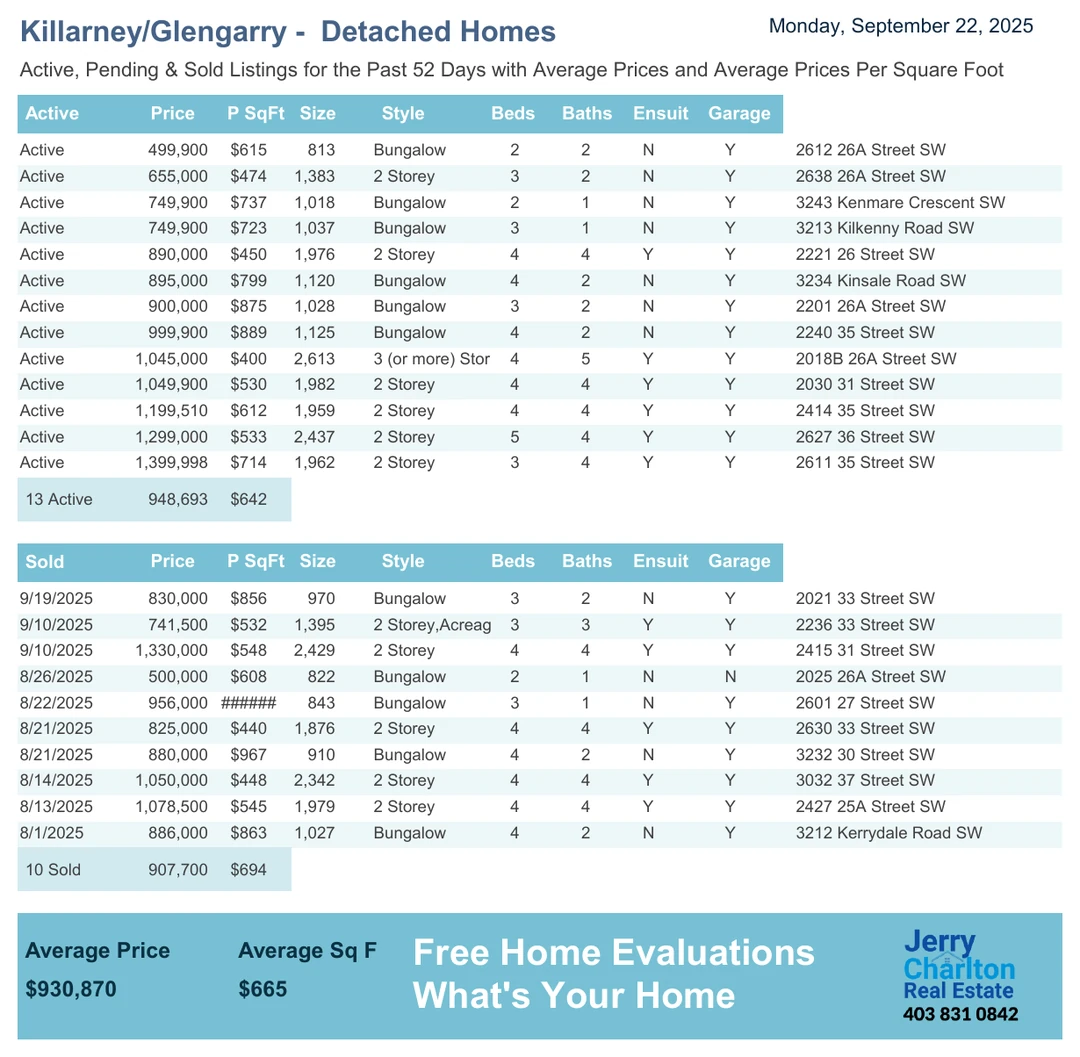 Killarney/Glengarry -  Detached Homes Monday, September 22, 2025
Active, Pending & Sold Listings for the Past 52 Days with Average Prices and Average Prices Per Square Foot
Active Price P SqFt Size Style Beds Baths Ensuit Garage
Active 499,900 $615 813 Bungalow 2 2 N Y 2612 26A Street SW
Active 655,000 $474 1,383 2 Storey 3 2 N Y 2638 26A Street SW
Active 749,900 $737 1,018 Bungalow 2 1 N Y 3243 Kenmare Crescent SW
Active 749,900 $723 1,037 Bungalow 3 1 N Y 3213 Kilkenny Road SW
Active 890,000 $450 1,976 2 Storey 4 4 Y Y 2221 26 Street SW
Active 895,000 $799 1,120 Bungalow 4 2 N Y 3234 Kinsale Road SW
Active 900,000 $875 1,028 Bungalow 3 2 N Y 2201 26A Street SW
Active 999,900 $889 1,125 Bungalow 4 2 N Y 2240 35 Street SW
Active 1,045,000 $400 2,613 3 (or more) Stor 4 5 Y Y 2018B 26A Street SW
Active 1,049,900 $530 1,982 2 Storey 4 4 Y Y 2030 31 Street SW
Active 1,199,510 $612 1,959 2 Storey 4 4 Y Y 2414 35 Street SW
Active 1,299,000 $533 2,437 2 Storey 5 4 Y Y 2627 36 Street SW
Active 1,399,998 $714 1,962 2 Storey 3 4 Y Y 2611 35 Street SW
13 Active 948,693 $642
Sold Price P SqFt Size Style Beds Baths Ensuit Garage
9/19/2025 830,000 $856 970 Bungalow 3 2 N Y 2021 33 Street SW
9/10/2025 741,500 $532 1,395 2 Storey,Acreag 3 3 Y Y 2236 33 Street SW
9/10/2025 1,330,000 $548 2,429 2 Storey 4 4 Y Y 2415 31 Street SW
8/26/2025 500,000 $608 822 Bungalow 2 1 N N 2025 26A Street SW
8/22/2025 956,000 ###### 843 Bungalow 3 1 N Y 2601 27 Street SW
8/21/2025 825,000 $440 1,876 2 Storey 4 4 Y Y 2630 33 Street SW
8/21/2025 880,000 $967 910 Bungalow 4 2 N Y 3232 30 Street SW
8/14/2025 1,050,000 $448 2,342 2 Storey 4 4 Y Y 3032 37 Street SW
8/13/2025 1,078,500 $545 1,979 2 Storey 4 4 Y Y 2427 25A Street SW
8/1/2025 886,000 $863 1,027 Bungalow 4 2 N Y 3212 Kerrydale Road SW
10 Sold 907,700 $694
Average Price Average Sq F
$930,870 $665
Free Home Evaluations
What's Your Home
Jerry
Charlton
Real Estate
403 831 0842